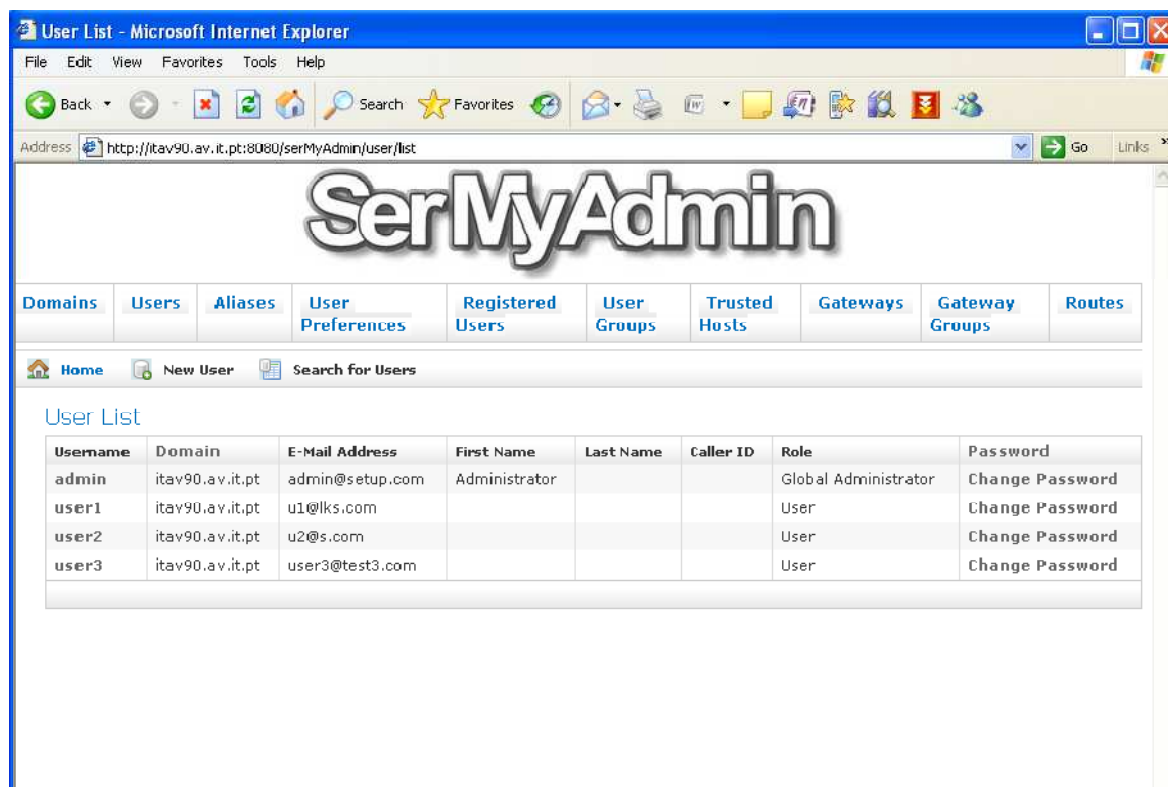 User List - Microsoft Internet Explorer
File Edit View Favorites Tools Help
Back Search Favorites
Address http://itav90.av.it.pt:8080/serMyAdmin/user/list Go Links »
SerMyAdmin
Domains Users Aliases User Preferences Registered Users User Groups Trusted Hosts Gateways Gateway Groups Routes
Home New User Search for Users
User List
Username Domain E-Mail Address First Name Last Name Caller ID Role Password
admin itav90.av.it.pt admin@setup.com Administrator Global Administrator Change Password
user1 itav90.av.it.pt u1@lks.com User Change Password
user2 itav90.av.it.pt u2@s.com User Change Password
user3 itav90.av.it.pt user3@test3.com User Change Password